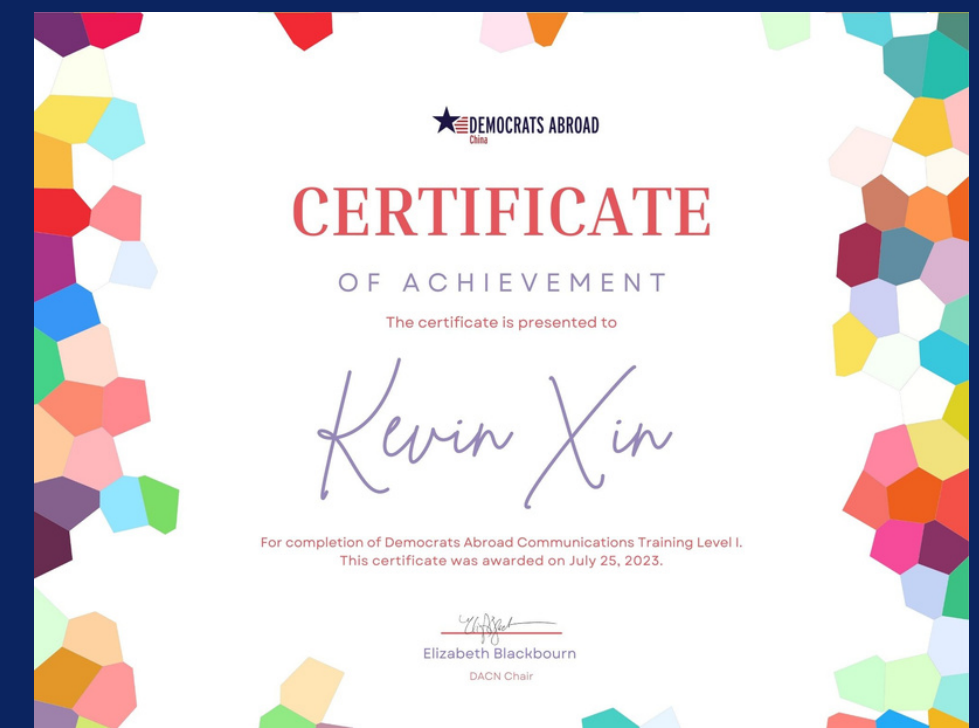 DEMOCRATS ABROAD
China
CERTIFICATE
OF ACHIEVEMENT
The certificate is presented to
Kevin Xin
For completion of Democrats Abroad Communications Training Level I.
This certificate was awarded on July 25, 2023.
Elizabeth Blackbourn
DACN Chair